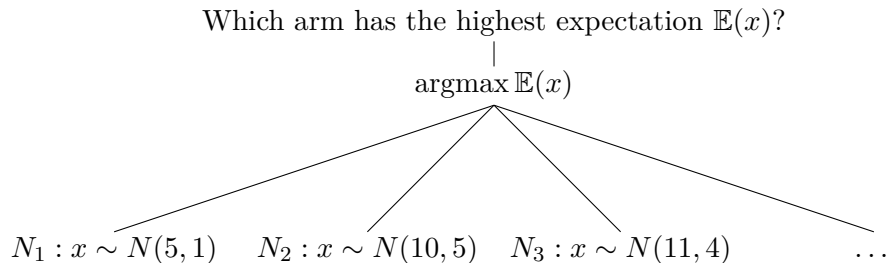 Which arm has the highest expectation 𝔼(x)?
argmax 𝔼(x)
N₁ : x ∼ N(5, 1) N₂ : x ∼ N(10, 5) N₃ : x ∼ N(11, 4) …